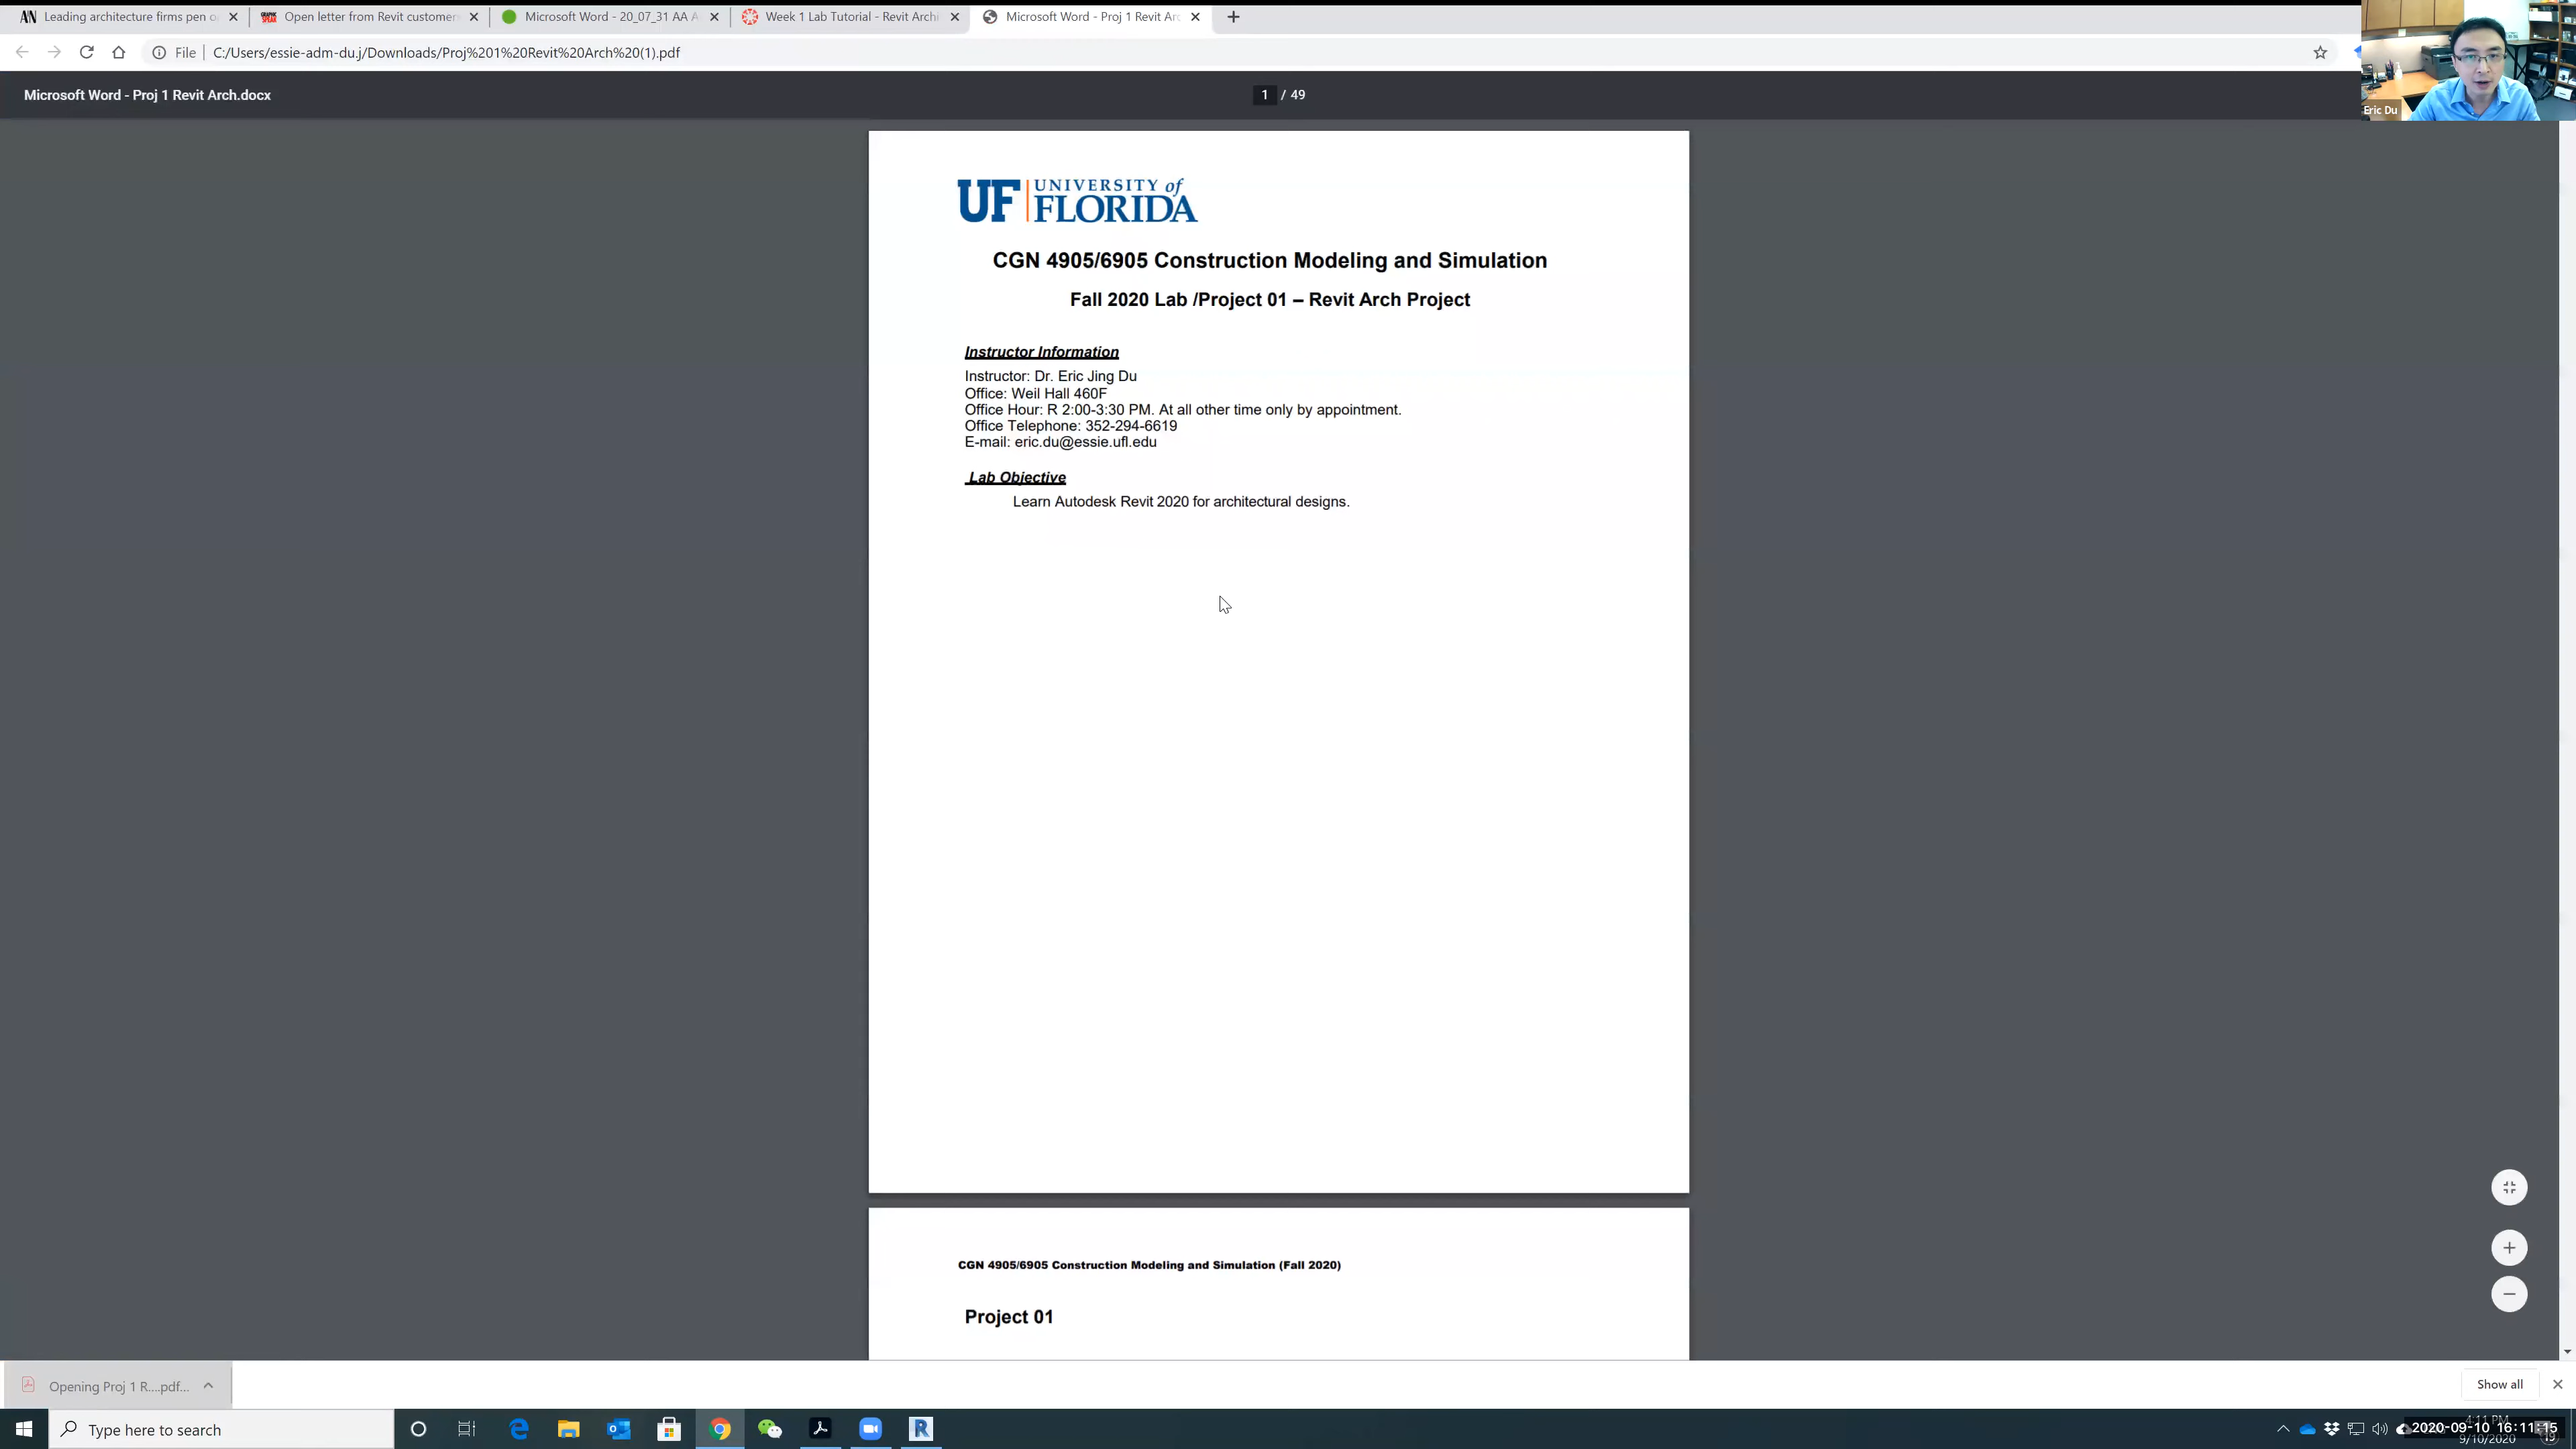 Leading architecture firms pen o
Open letter from Revit customer
Microsoft Word - 20_07_31 AA A
Week 1 Lab Tutorial - Revit Archi
Microsoft Word - Proj 1 Revit Arc
File C:/Users/essie-adm-du.j/Downloads/Proj%201%20Revit%20Arch%20(1).pdf
Microsoft Word - Proj 1 Revit Arch.docx
1 / 49
Eric Du
UF UNIVERSITY of FLORIDA
CGN 4905/6905 Construction Modeling and Simulation
Fall 2020 Lab /Project 01 – Revit Arch Project
Instructor Information
Instructor: Dr. Eric Jing Du
Office: Weil Hall 460F
Office Hour: R 2:00-3:30 PM. At all other time only by appointment.
Office Telephone: 352-294-6619
E-mail: eric.du@essie.ufl.edu
Lab Objective
Learn Autodesk Revit 2020 for architectural designs.
CGN 4905/6905 Construction Modeling and Simulation (Fall 2020)
Project 01
Opening Proj 1 R....pdf...
Show all
Type here to search
4:11 PM
2020-09-10 16:11:15
9/10/2020